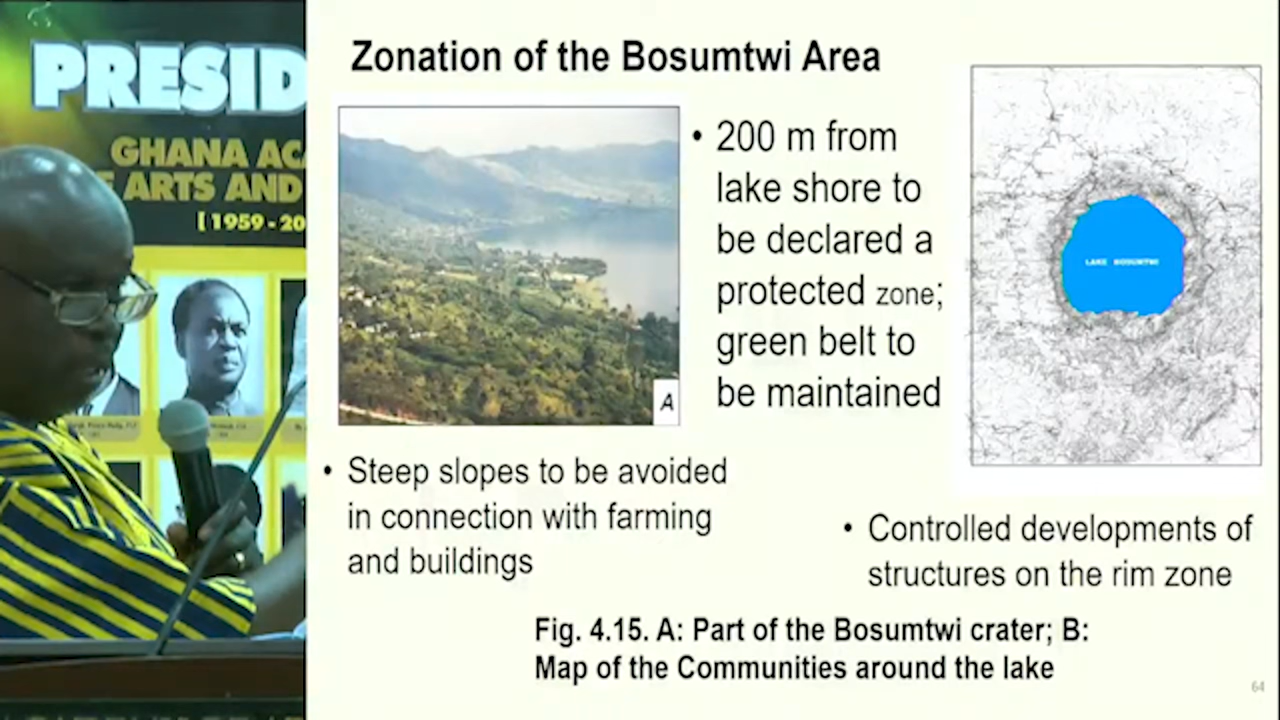 PRESID
GHANA AC
ARTS AND
[1959-20
Zonation of the Bosumtwi Area
A
• 200 m from
lake shore to
be declared a
protected zone;
green belt to
be maintained
LAKE BOSUMTWI
• Steep slopes to be avoided
in connection with farming
and buildings
• Controlled developments of
structures on the rim zone
Fig. 4.15. A: Part of the Bosumtwi crater; B:
Map of the Communities around the lake
64